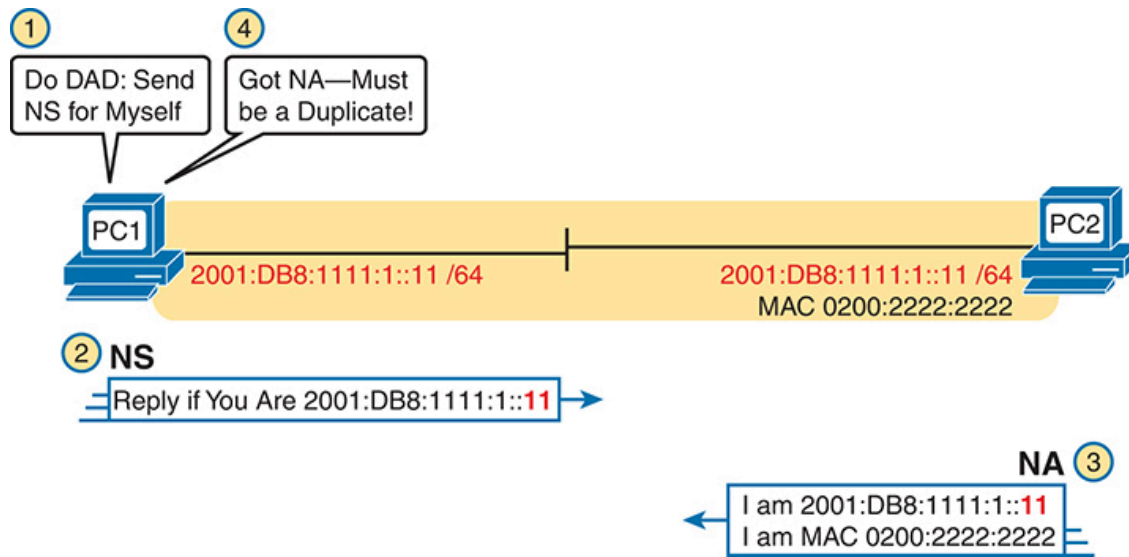 1
Do DAD: Send
NS for Myself
4
Got NA—Must
be a Duplicate!
PC1
PC2
2001:DB8:1111:1::11 /64
2001:DB8:1111:1::11 /64
MAC 0200:2222:2222
2 NS
Reply if You Are 2001:DB8:1111:1::11
NA 3
I am 2001:DB8:1111:1::11
I am MAC 0200:2222:2222